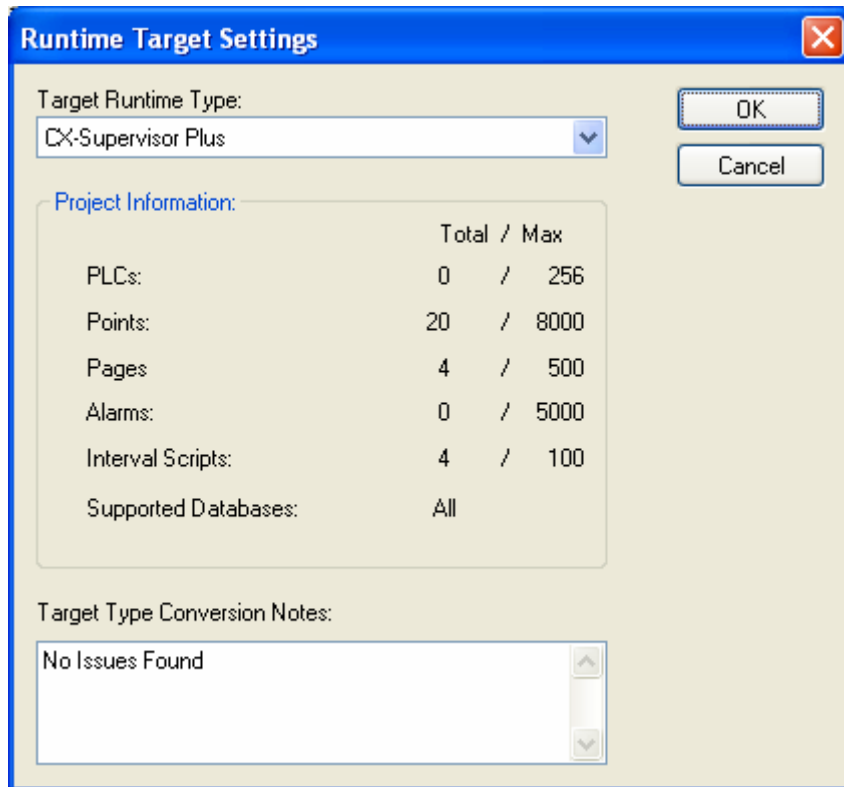 Runtime Target Settings
Target Runtime Type:
CX-Supervisor Plus
OK
Cancel
Project Information:
Total / Max
PLCs: 0 / 256
Points: 20 / 8000
Pages 4 / 500
Alarms: 0 / 5000
Interval Scripts: 4 / 100
Supported Databases: All
Target Type Conversion Notes:
No Issues Found